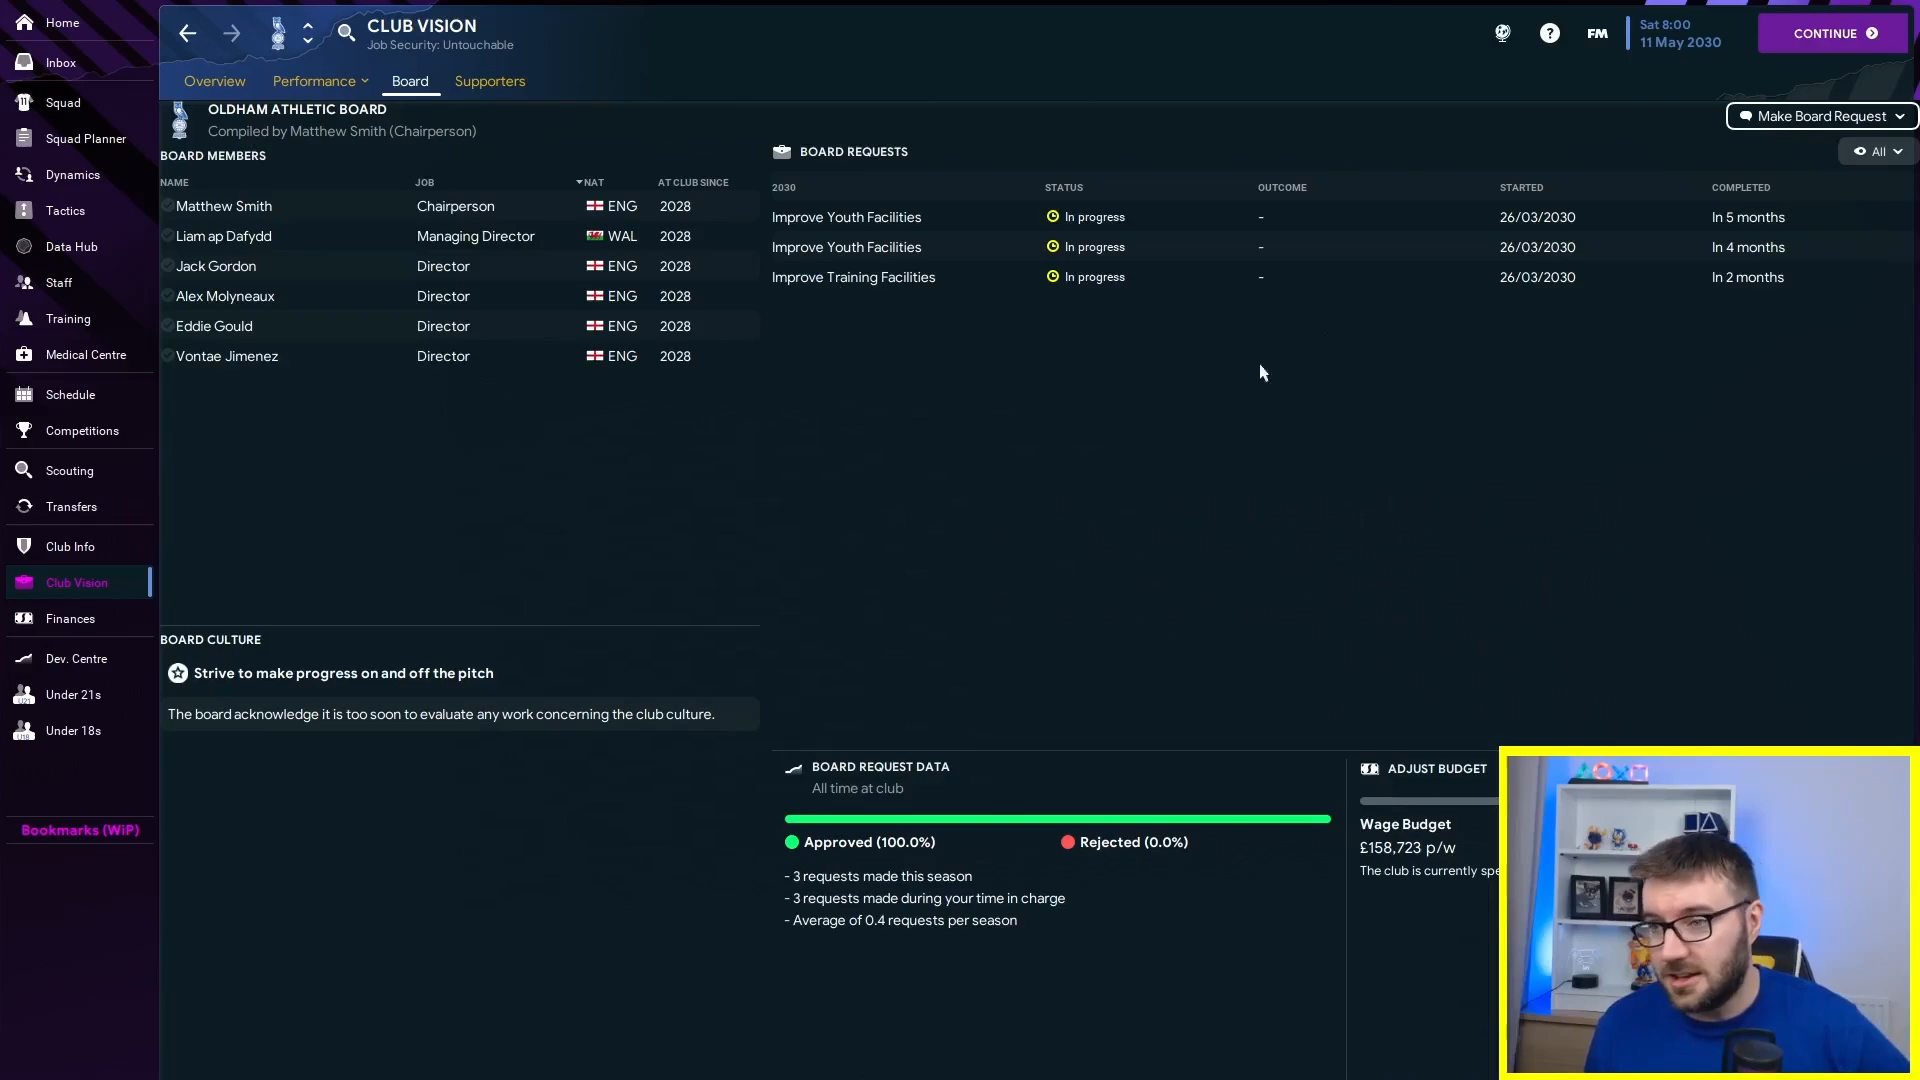 Home
Inbox
Squad
Squad Planner
Dynamics
Tactics
Data Hub
Staff
Training
Medical Centre
Schedule
Competitions
Scouting
Transfers
Club Info
Club Vision
Finances
Dev. Centre
Under 21s
Under 18s
Bookmarks (WiP)
CLUB VISION
Job Security: Untouchable
FM
Sat 8:00
11 May 2030
CONTINUE
Overview Performance Board Supporters
OLDHAM ATHLETIC BOARD
Compiled by Matthew Smith (Chairperson)
Make Board Request
BOARD MEMBERS
NAME JOB NAT AT CLUB SINCE
Matthew Smith Chairperson ENG 2028
Liam ap Dafydd Managing Director WAL 2028
Jack Gordon Director ENG 2028
Alex Molyneaux Director ENG 2028
Eddie Gould Director ENG 2028
Vontae Jimenez Director ENG 2028
BOARD REQUESTS
All
2030 STATUS OUTCOME STARTED COMPLETED
Improve Youth Facilities In progress - 26/03/2030 In 5 months
Improve Youth Facilities In progress - 26/03/2030 In 4 months
Improve Training Facilities In progress - 26/03/2030 In 2 months
BOARD CULTURE
Strive to make progress on and off the pitch
The board acknowledge it is too soon to evaluate any work concerning the club culture.
BOARD REQUEST DATA
All time at club
Approved (100.0%) Rejected (0.0%)
- 3 requests made this season
- 3 requests made during your time in charge
- Average of 0.4 requests per season
ADJUST BUDGET
Wage Budget
£158,723 p/w
The club is currently spe